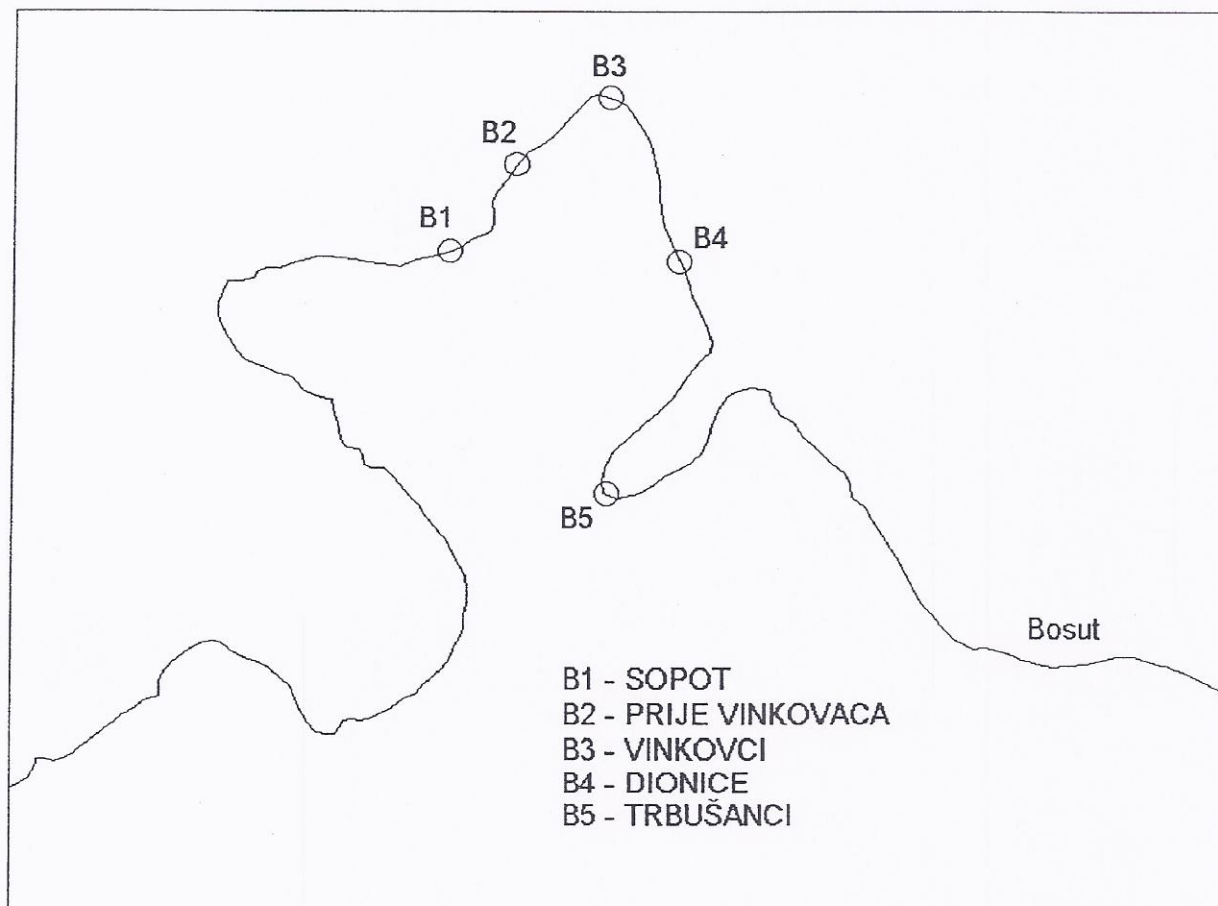 B3
B2
B1
B4
B5
Bosut
B1 - SOPOT
B2 - PRIJE VINKOVACA
B3 - VINKOVCI
B4 - DIONICE
B5 - TRBUŠANCI